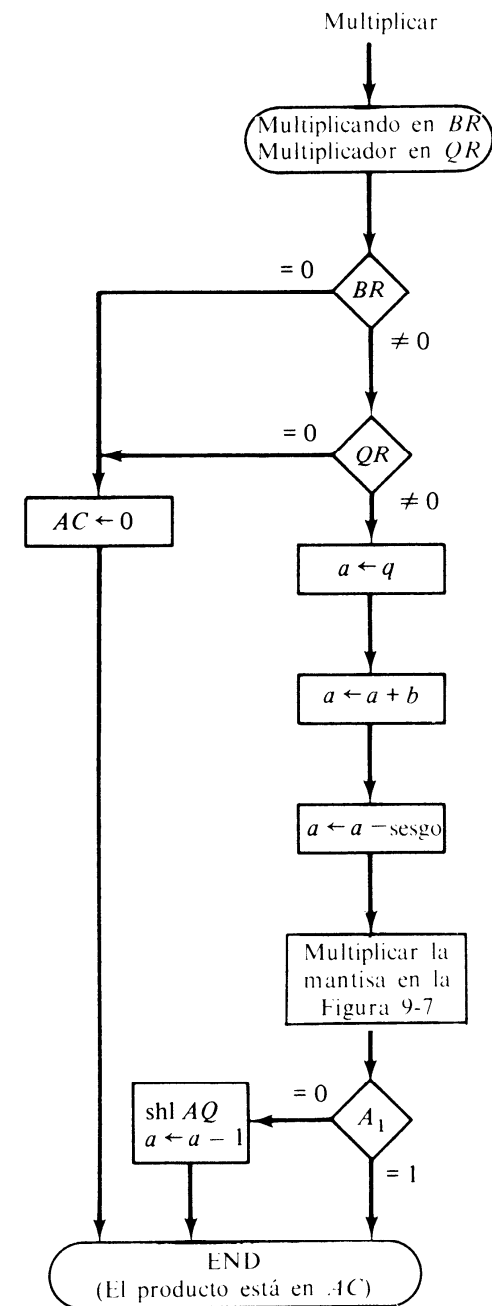 Multiplicar
Multiplicando en BR
Multiplicador en QR
= 0
BR
≠ 0
= 0
QR
≠ 0
AC ← 0
a ← q
a ← a + b
a ← a − sesgo
Multiplicar la
mantisa en la
Figura 9-7
= 0
shl AQ
a ← a − 1
A₁
= 1
END
(El producto está en AC)